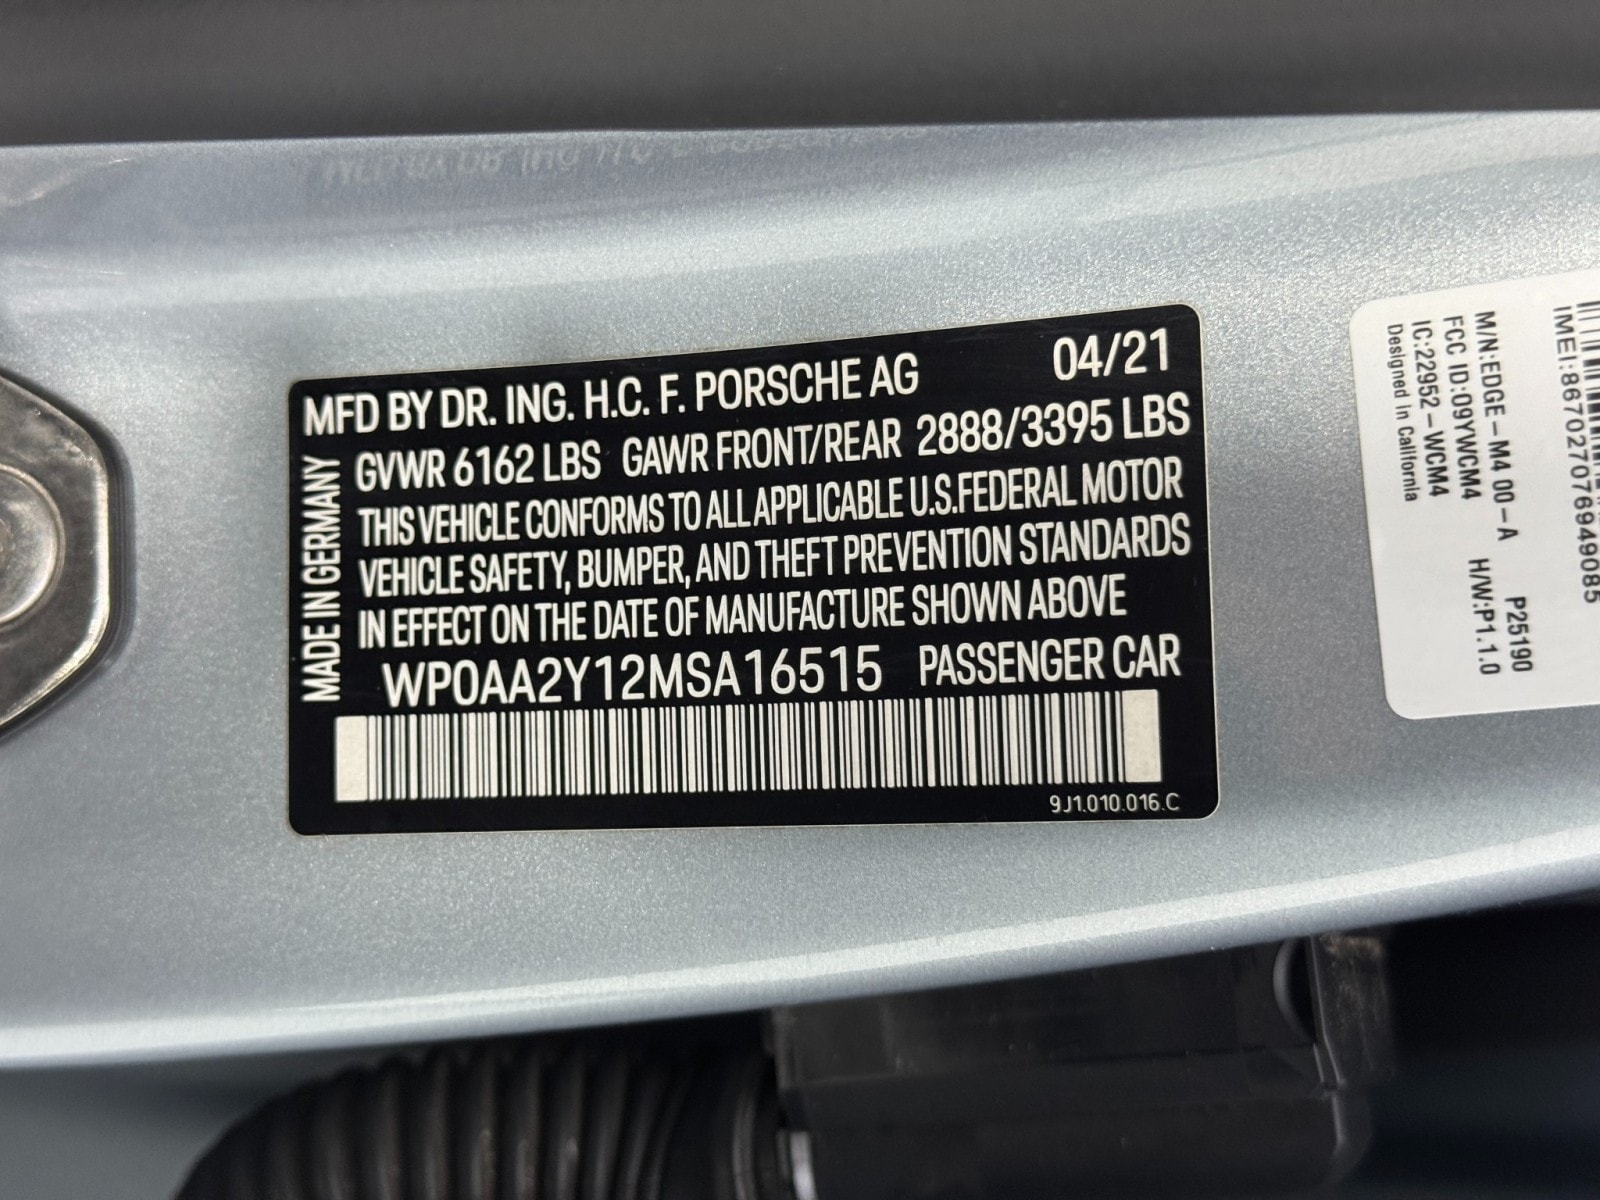 MFD BY DR. ING. H.C. F. PORSCHE AG 04/21
GVWR 6162 LBS GAWR FRONT/REAR 2888/3395 LBS
THIS VEHICLE CONFORMS TO ALL APPLICABLE U.S.FEDERAL MOTOR
VEHICLE SAFETY, BUMPER, AND THEFT PREVENTION STANDARDS
IN EFFECT ON THE DATE OF MANUFACTURE SHOWN ABOVE
WP0AA2Y12MSA16515 PASSENGER CAR
9J1.010.016.C
MADE IN GERMANY
IMEI:867027076949085
M/N:EDGE-M4 00-A P25190
FCC ID:09YWCM4 H/W:P1.1.0
IC:22952-WCM4
Designed in California